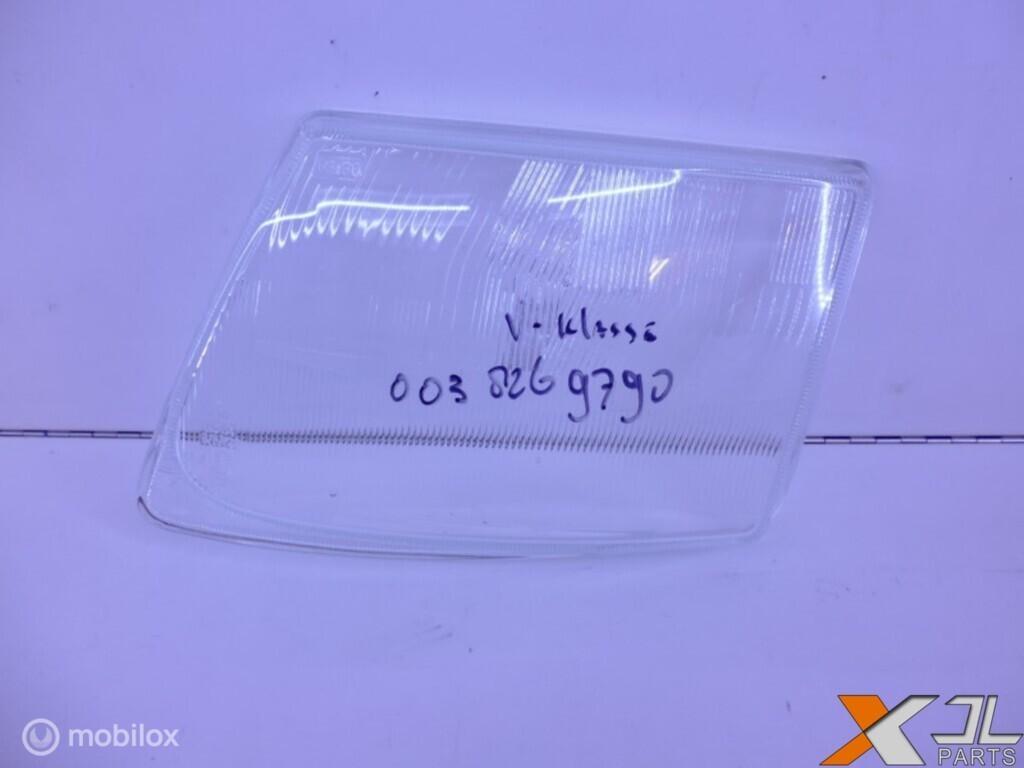 V-Klasse
003 826 9790
mobilox
XJL
PARTS